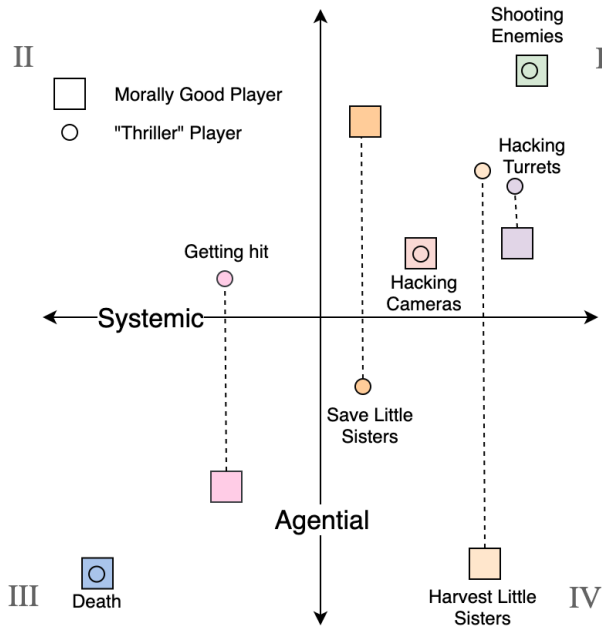 Shooting
Enemies
II
I
Morally Good Player
"Thriller" Player
Hacking
Turrets
Getting hit
Hacking
Cameras
Systemic
Save Little
Sisters
Agential
III
Death
Harvest Little
Sisters
IV